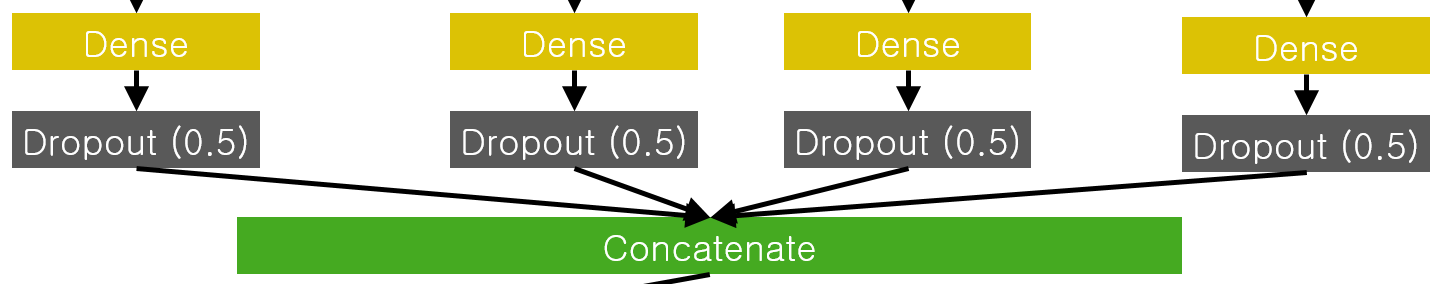 Dense
Dense
Dense
Dense
Dropout (0.5)
Dropout (0.5)
Dropout (0.5)
Dropout (0.5)
Concatenate